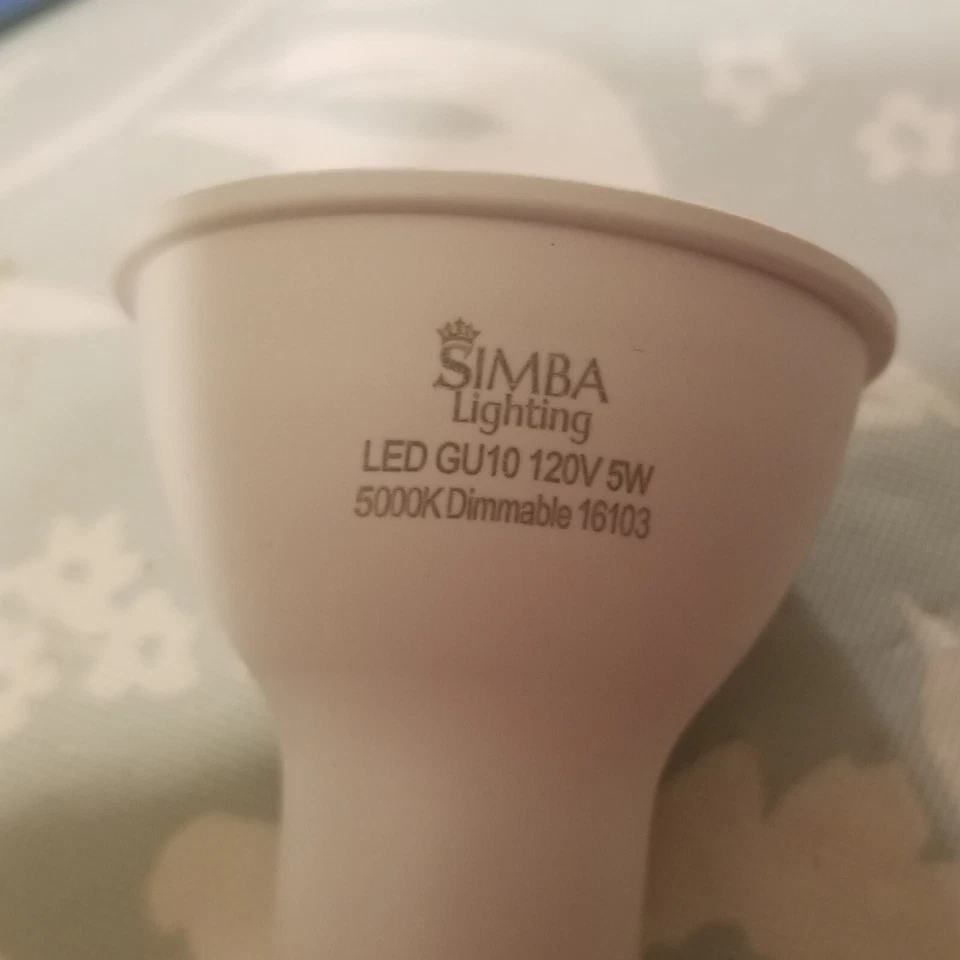 SIMBA
Lighting
LED GU10 120V 5W
5000K Dimmable 16103